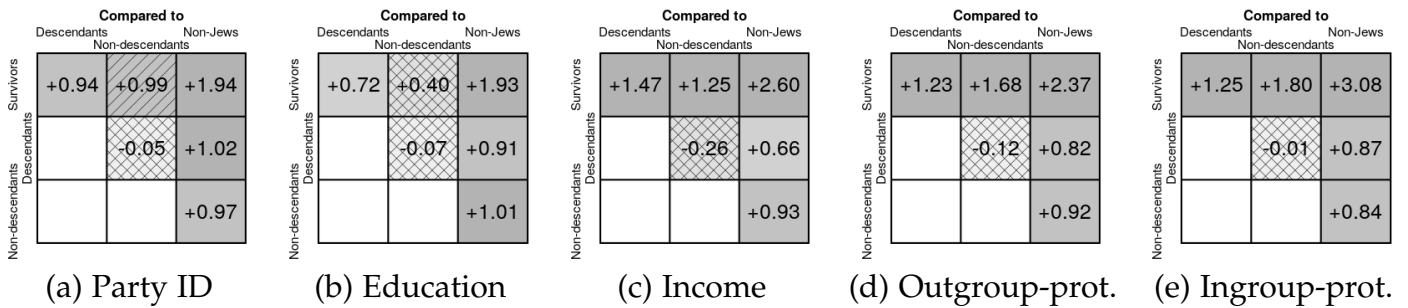 Compared to Compared to Compared to Compared to Compared to
Descendants Non-Jews Descendants Non-Jews Descendants Non-Jews Descendants Non-Jews Descendants Non-Jews
Non-descendants Non-descendants Non-descendants Non-descendants Non-descendants
Survivors +0.94 +0.99 +1.94 Survivors +0.72 +0.40 +1.93 Survivors +1.47 +1.25 +2.60 Survivors +1.23 +1.68 +2.37 Survivors +1.25 +1.80 +3.08
Descendants -0.05 +1.02 Descendants -0.07 +0.91 Descendants -0.26 +0.66 Descendants -0.12 +0.82 Descendants -0.01 +0.87
Non-descendants +0.97 Non-descendants +1.01 Non-descendants +0.93 Non-descendants +0.92 Non-descendants +0.84
(a) Party ID (b) Education (c) Income (d) Outgroup-prot. (e) Ingroup-prot.